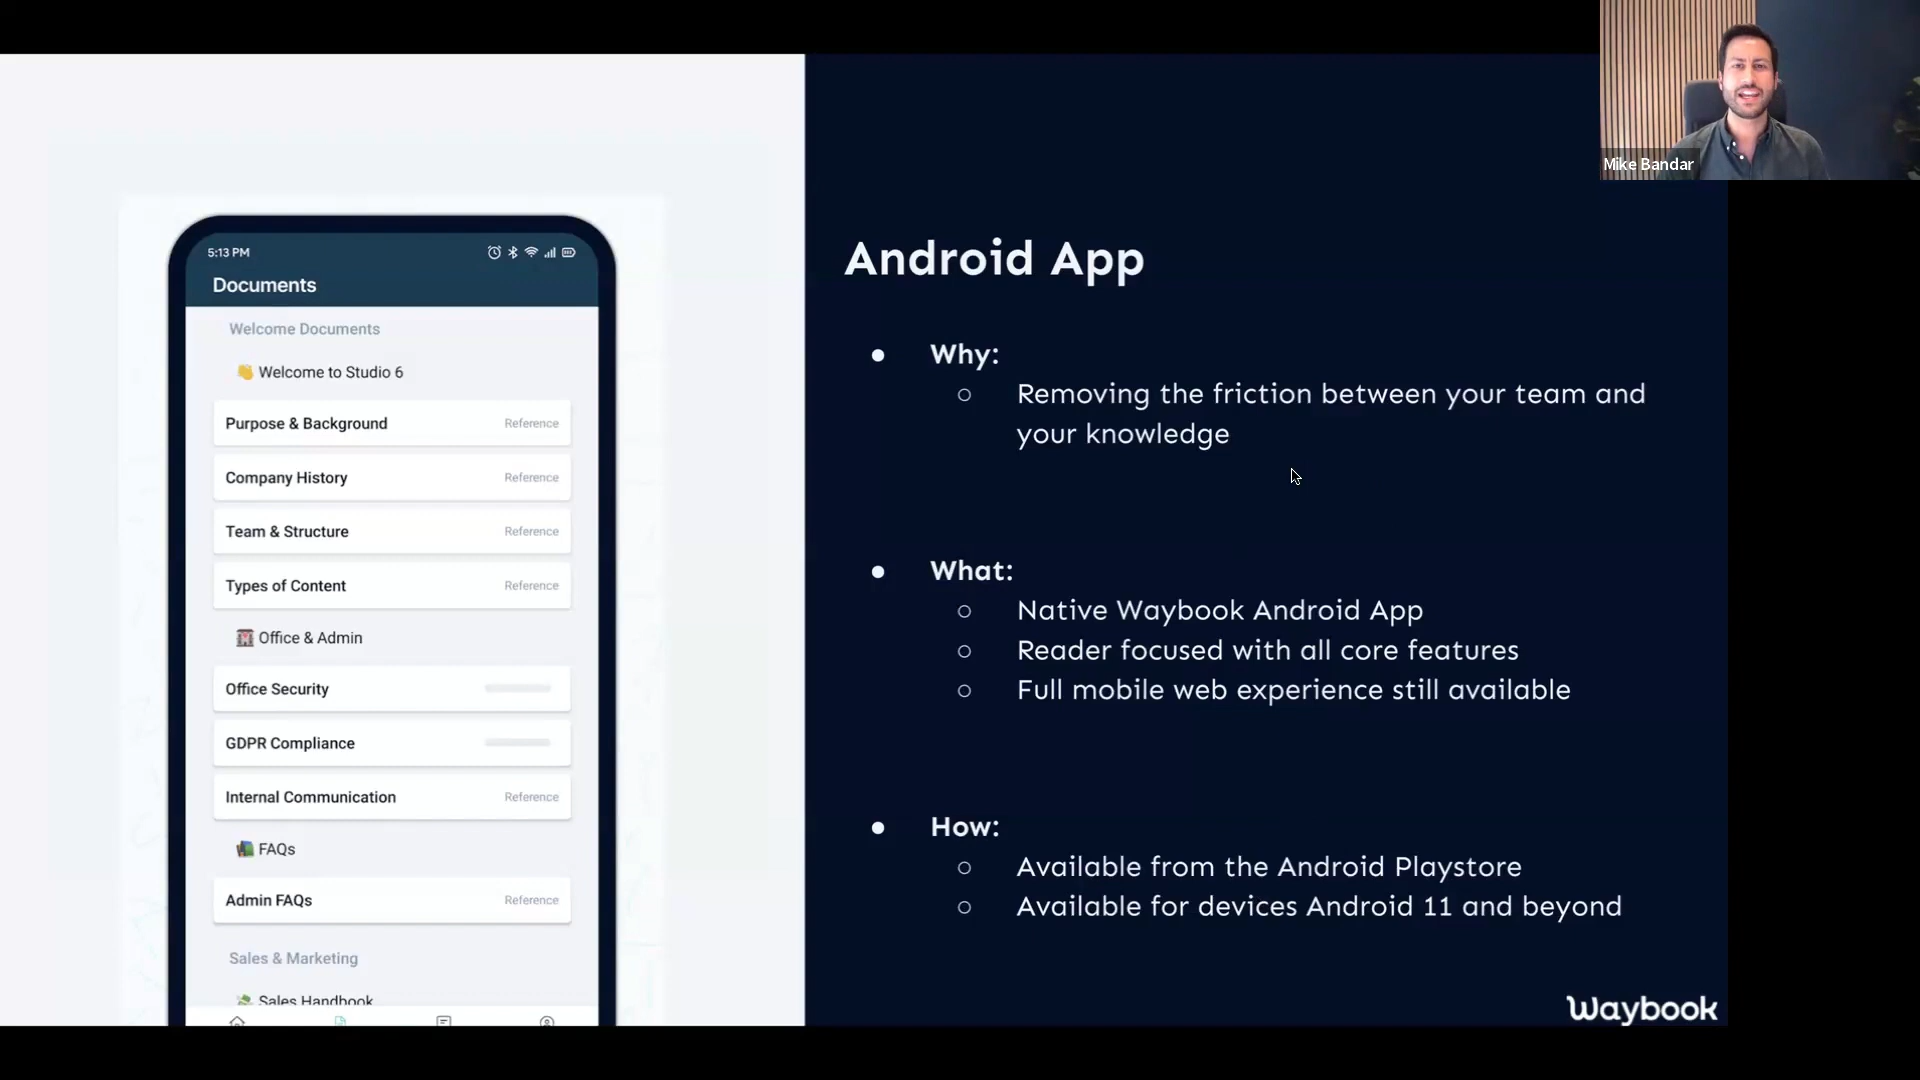 Mike Bandar
5:13 PM
Documents
Welcome Documents
👋 Welcome to Studio 6
Purpose & Background Reference
Company History Reference
Team & Structure Reference
Types of Content Reference
🏩 Office & Admin
Office Security
GDPR Compliance
Internal Communication Reference
📚 FAQs
Admin FAQs Reference
Sales & Marketing
💸 Sales Handbook
Android App
● Why:
○ Removing the friction between your team and
your knowledge
● What:
○ Native Waybook Android App
○ Reader focused with all core features
○ Full mobile web experience still available
● How:
○ Available from the Android Playstore
○ Available for devices Android 11 and beyond
Waybook